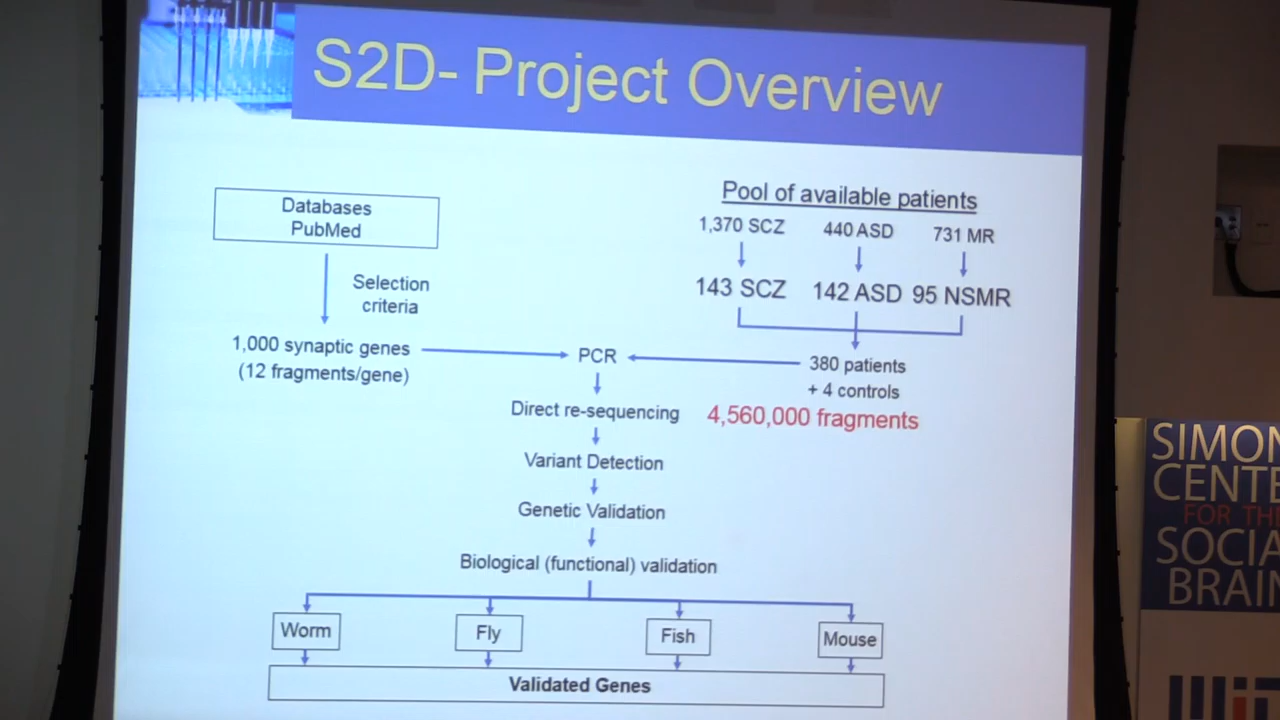 S2D- Project Overview
Databases
PubMed
Selection
criteria
1,000 synaptic genes
(12 fragments/gene)
Pool of available patients
1,370 SCZ
440 ASD
731 MR
143 SCZ
142 ASD
95 NSMR
380 patients
+ 4 controls
PCR
Direct re-sequencing
4,560,000 fragments
Variant Detection
Genetic Validation
Biological (functional) validation
Worm
Fly
Fish
Mouse
Validated Genes
SIMON
CENTE
FOR TH
SOCIA
BRAIN